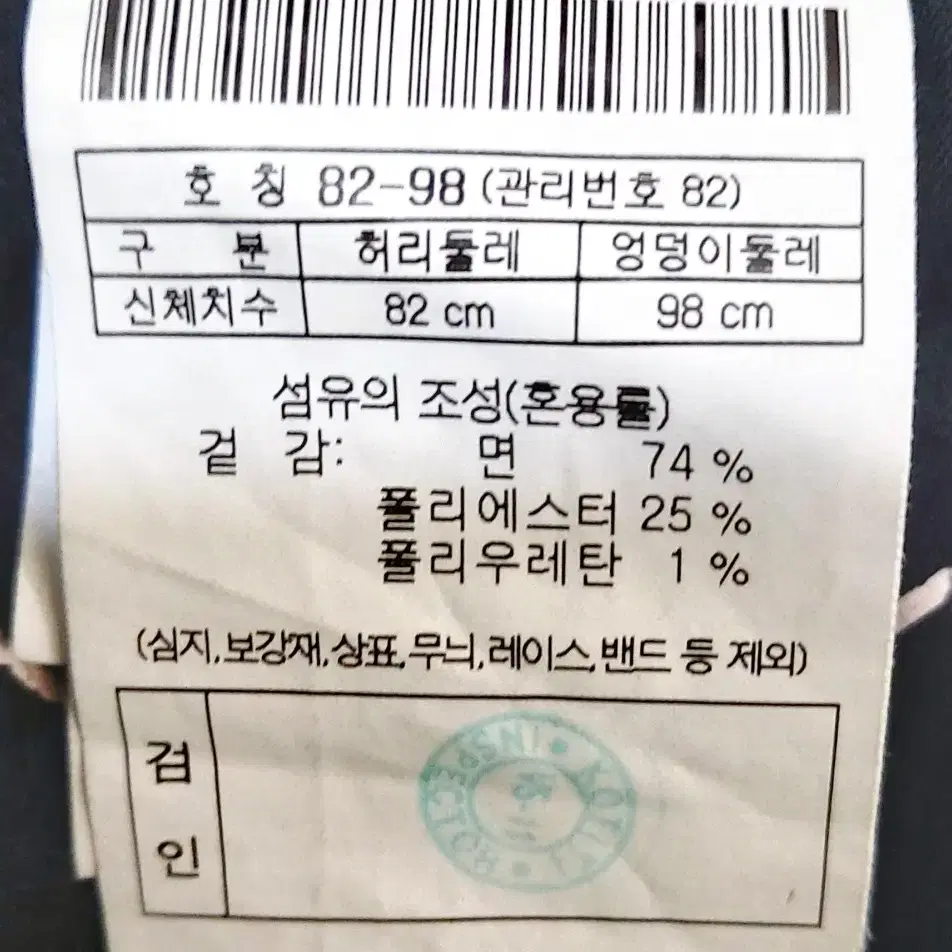 호 칭 82-98 (관리번호 82)
구 분 허리둘레 엉덩이둘레
신체치수 82 cm 98 cm
섬유의 조성(혼용률)
겉 감: 면 74 %
폴리에스터 25 %
폴리우레탄 1 %
(심지,보강재,상표,무늬,레이스,밴드 등 제외)
검
인
INSPECTOR